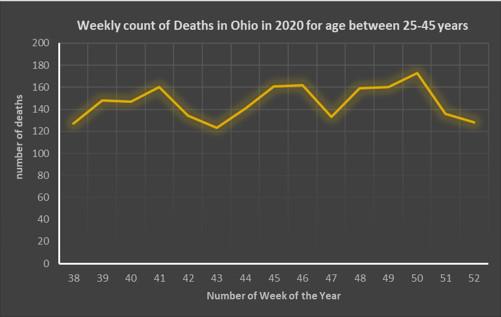 Weekly count of Deaths in Ohio in 2020 for age between 25-45 years
number of deaths
200
180
160
140
120
100
80
60
40
20
0
38 39 40 41 42 43 44 45 46 47 48 49 50 51 52
Number of Week of the Year